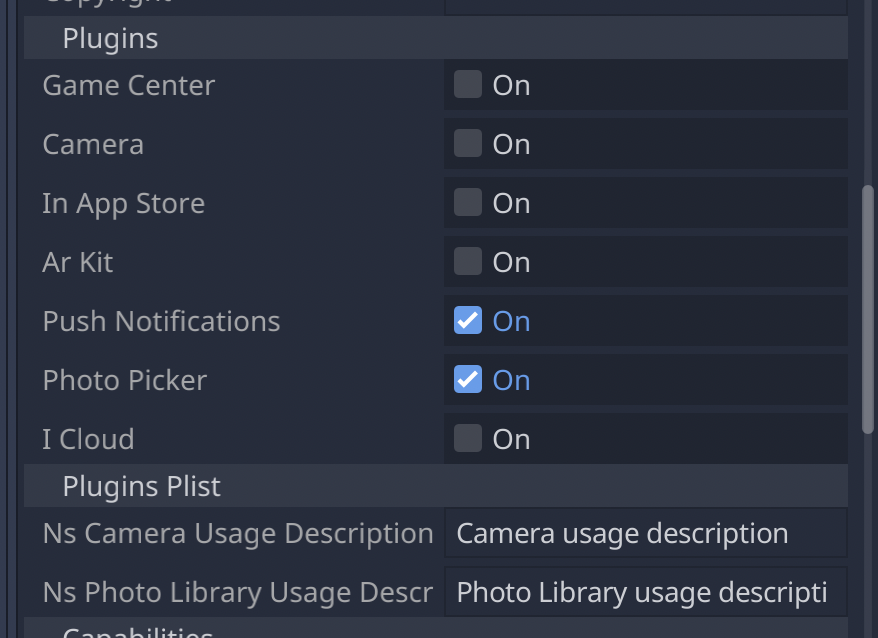 Copyright
Plugins
Game Center On
Camera On
In App Store On
Ar Kit On
Push Notifications On
Photo Picker On
I Cloud On
Plugins Plist
Ns Camera Usage Description Camera usage description
Ns Photo Library Usage Descr Photo Library usage descripti
Capabilities